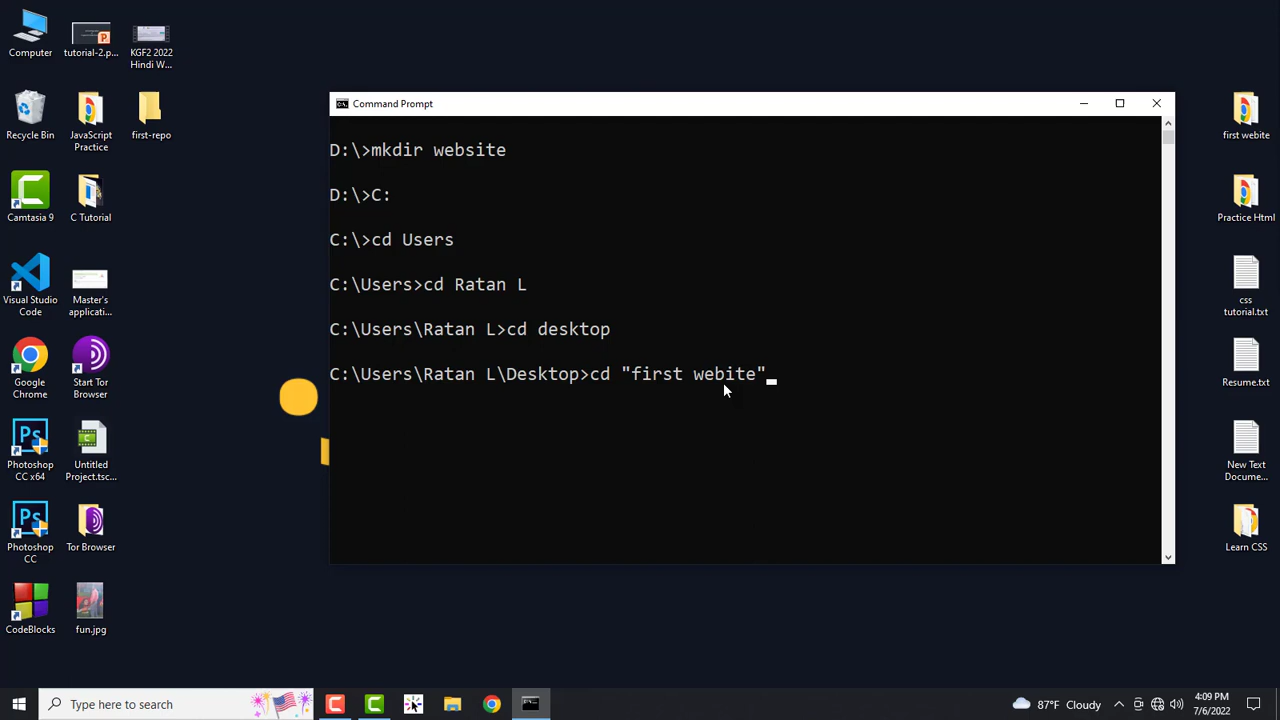 Computer
tutorial-2.p...
KGF2 2022
Hindi W...
Recycle Bin
JavaScript
Practice
first-repo
Camtasia 9
C Tutorial
Visual Studio
Code
Master's
applicati...
Google
Chrome
Start Tor
Browser
Photoshop
CC x64
Untitled
Project.tsc...
Photoshop
CC
Tor Browser
CodeBlocks
fun.jpg
Command Prompt
D:\>mkdir website
D:\>C:
C:\>cd Users
C:\Users>cd Ratan L
C:\Users\Ratan L>cd desktop
C:\Users\Ratan L\Desktop>cd "first webite"
first webite
Practice Html
css
tutorial.txt
Resume.txt
New Text
Docume...
Learn CSS
Type here to search
87°F Cloudy
4:09 PM
7/6/2022